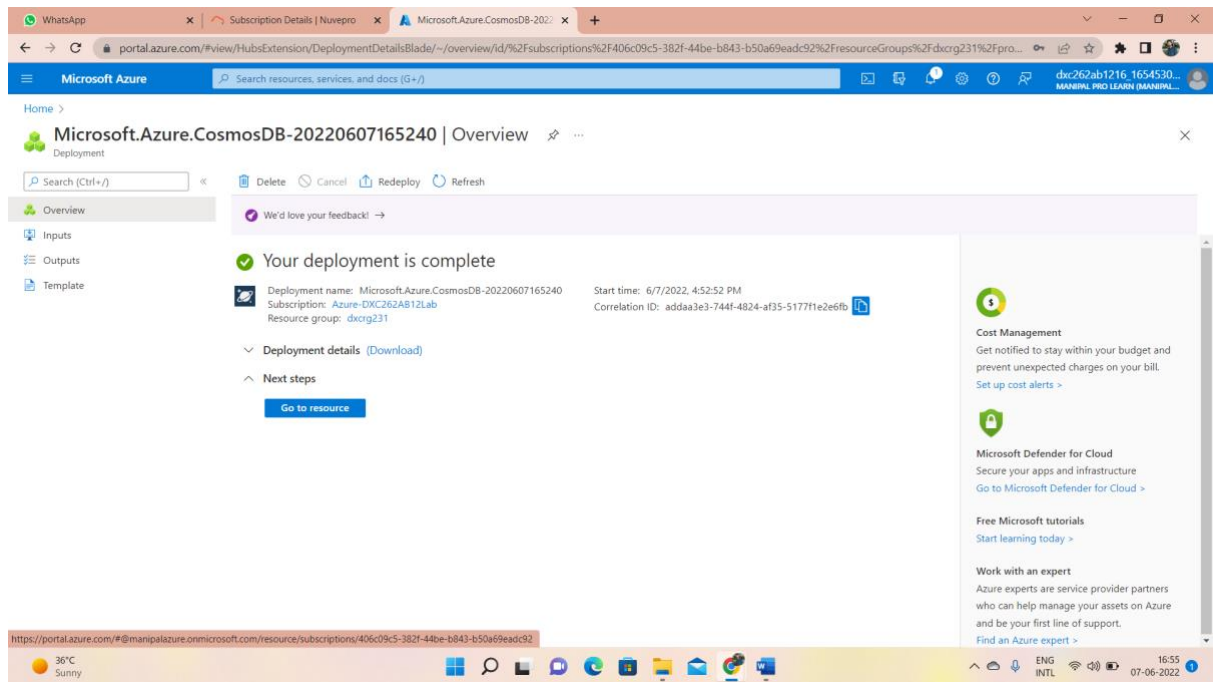 WhatsApp
Subscription Details | Nuvepro
Microsoft.Azure.CosmosDB-2022
portal.azure.com/#view/HubsExtension/DeploymentDetailsBlade/~/overview/id/%2Fsubscriptions%2F406c09c5-382f-44be-b843-b50a69eadc92%2FresourceGroups%2Fdxcrg231%2Fpro...
Microsoft Azure
Search resources, services, and docs (G+/)
dxc262ab1216_1654530...
MANIPAL PRO LEARN (MANIPAL...
Home >
Microsoft.Azure.CosmosDB-20220607165240 | Overview
Deployment
Search (Ctrl+/)
Delete
Cancel
Redeploy
Refresh
Overview
Inputs
Outputs
Template
We'd love your feedback! →
Your deployment is complete
Deployment name: Microsoft.Azure.CosmosDB-20220607165240
Subscription: Azure-DXC262AB12Lab
Resource group: dxcrg231
Start time: 6/7/2022, 4:52:52 PM
Correlation ID: addaa3e3-744f-4824-af35-5177f1e2e6fb
Deployment details (Download)
Next steps
Go to resource
Cost Management
Get notified to stay within your budget and
prevent unexpected charges on your bill.
Set up cost alerts >
Microsoft Defender for Cloud
Secure your apps and infrastructure
Go to Microsoft Defender for Cloud >
Free Microsoft tutorials
Start learning today >
Work with an expert
Azure experts are service provider partners
who can help manage your assets on Azure
and be your first line of support.
Find an Azure expert >
https://portal.azure.com/#@manipalazure.onmicrosoft.com/resource/subscriptions/406c09c5-382f-44be-b843-b50a69eadc92
36°C
Sunny
ENG
INTL
16:55
07-06-2022
1